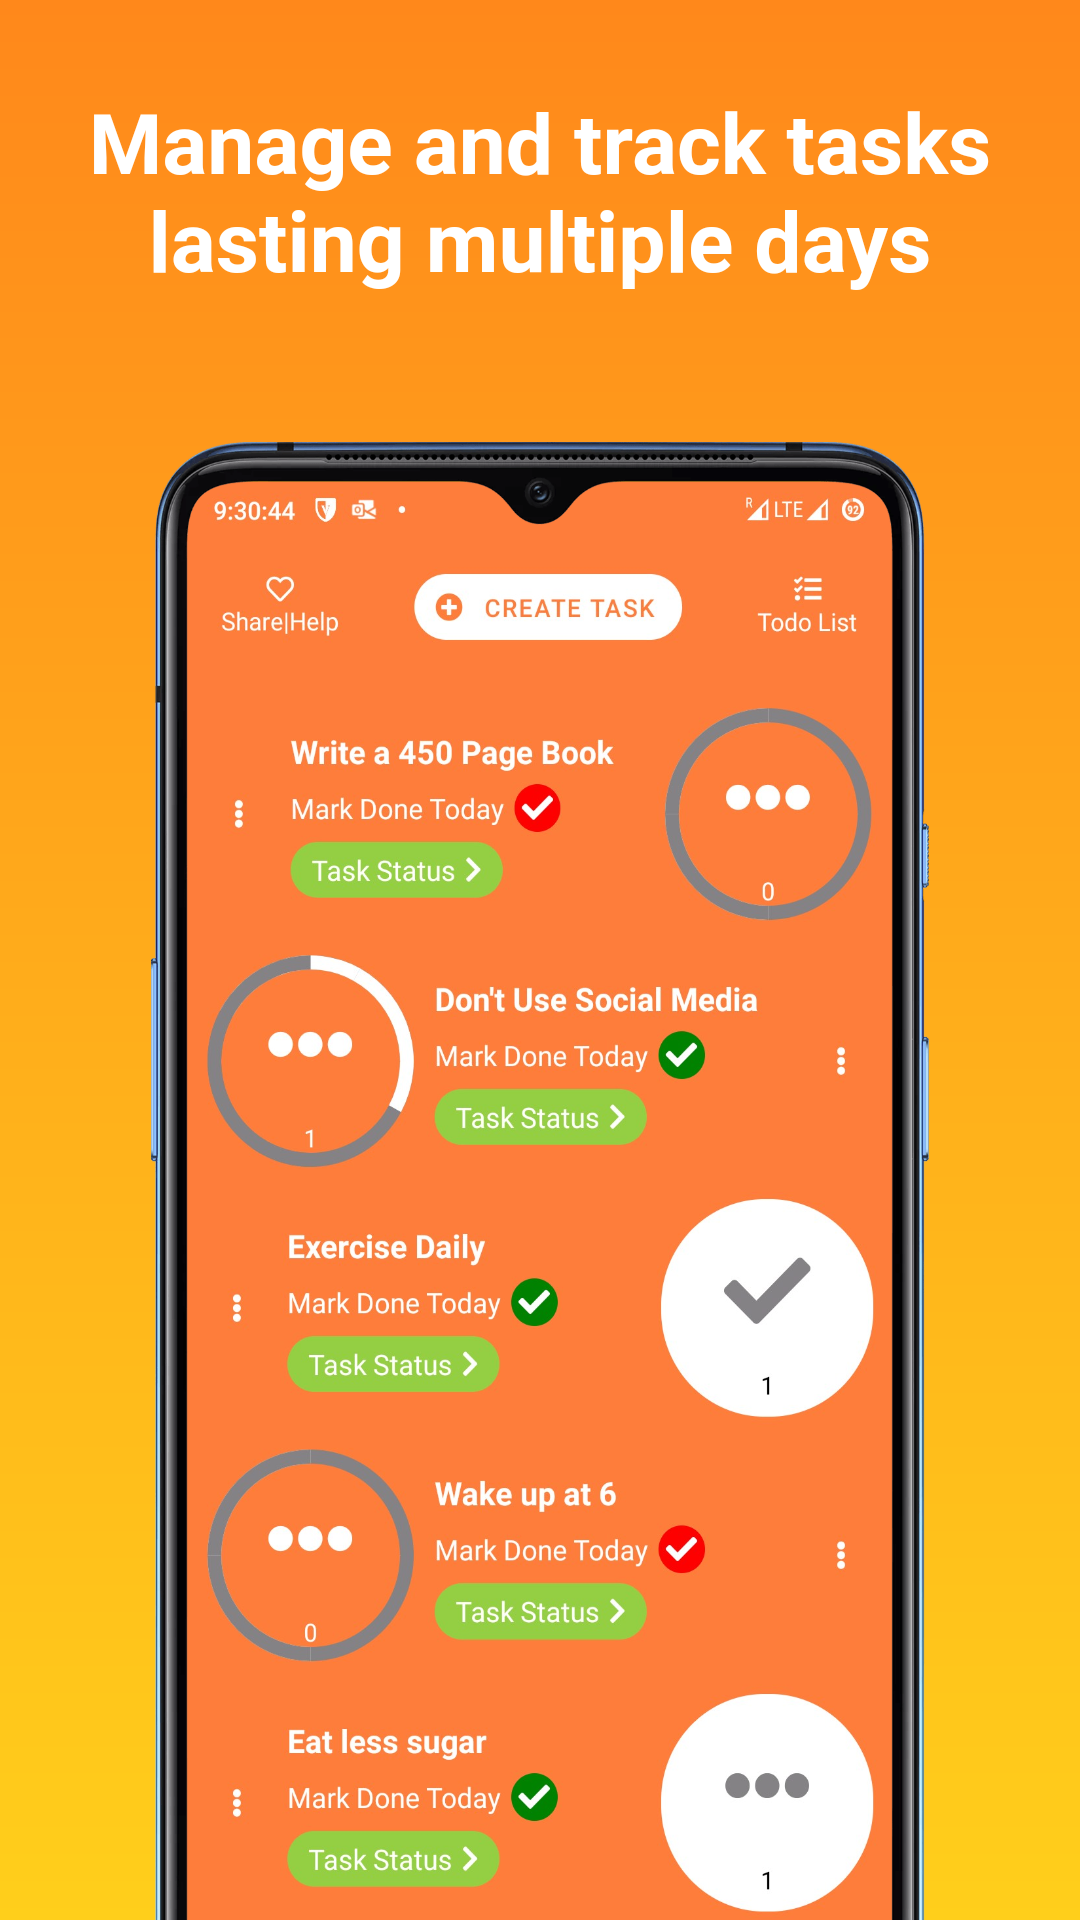 Manage and track tasks
lasting multiple days
9:30:44
R LTE 92
Share|Help
CREATE TASK
Todo List
Write a 450 Page Book
Mark Done Today
Task Status
0
Don't Use Social Media
Mark Done Today
Task Status
1
Exercise Daily
Mark Done Today
Task Status
1
Wake up at 6
Mark Done Today
Task Status
0
Eat less sugar
Mark Done Today
Task Status
1